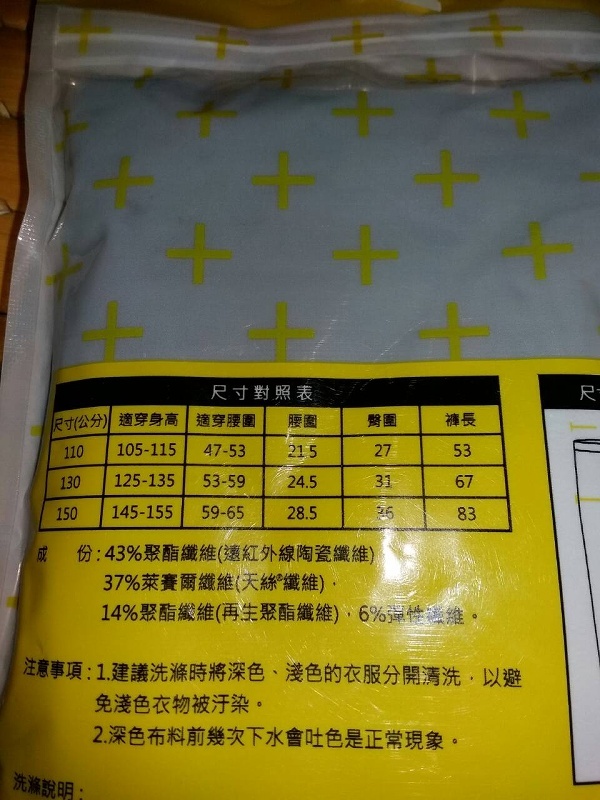 尺寸對照表
尺寸(公分) 適穿身高 適穿腰圍 腰圍 臀圍 褲長
110 105-115 47-53 21.5 27 53
130 125-135 53-59 24.5 31 67
150 145-155 59-65 28.5 36 83
尺
成 份:43%聚酯纖維(遠紅外線陶瓷纖維)
37%萊賽爾纖維(天絲®纖維),
14%聚酯纖維(再生聚酯纖維),6%彈性纖維。
注意事項:1.建議洗滌時將深色、淺色的衣服分開清洗,以避
免淺色衣物被汙染。
2.深色布料前幾次下水會吐色是正常現象。
洗滌說明: